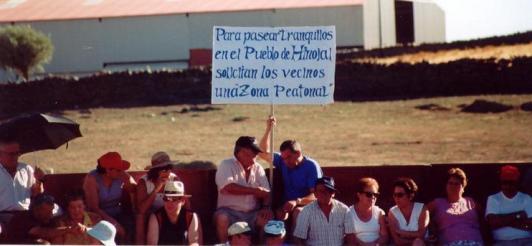 Para pasear tranquilos
en el Pueblo de Hinojal
solicitan los vecinos
una "Zona Peatonal"